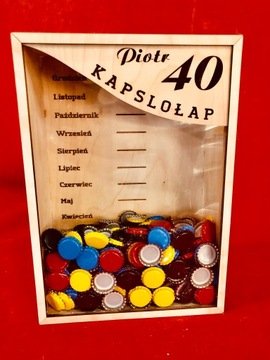 Piotr 40
KAPSLOŁAP
Grudzień
Listopad
Październik
Wrzesień
Sierpień
Lipiec
Czerwiec
Maj
Kwiecień